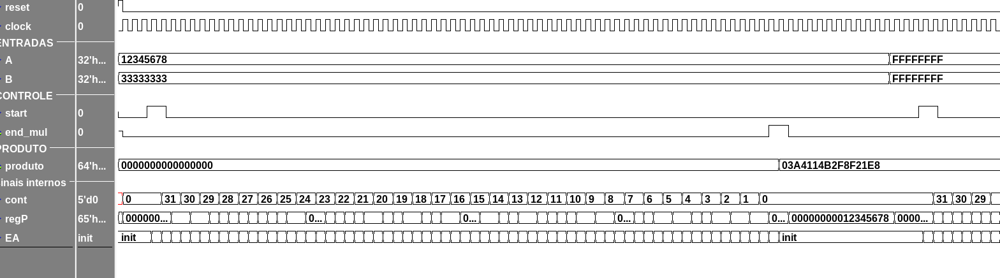 reset 0
clock 0
ENTRADAS
A 32'h... 12345678 FFFFFFFF
B 32'h... 33333333 FFFFFFFF
CONTROLE
start 0
end_mul 0
PRODUTO
produto 64'h... 0000000000000000 03A4114B2F8F21E8
inais internos
cont 5'd0 0 31 30 29 28 27 26 25 24 23 22 21 20 19 18 17 16 15 14 13 12 11 10 9 8 7 6 5 4 3 2 1 0 31 30 29
regP 65'h... 000000... 0... 0... 0... 0... 00000000012345678 0000...
EA init init init